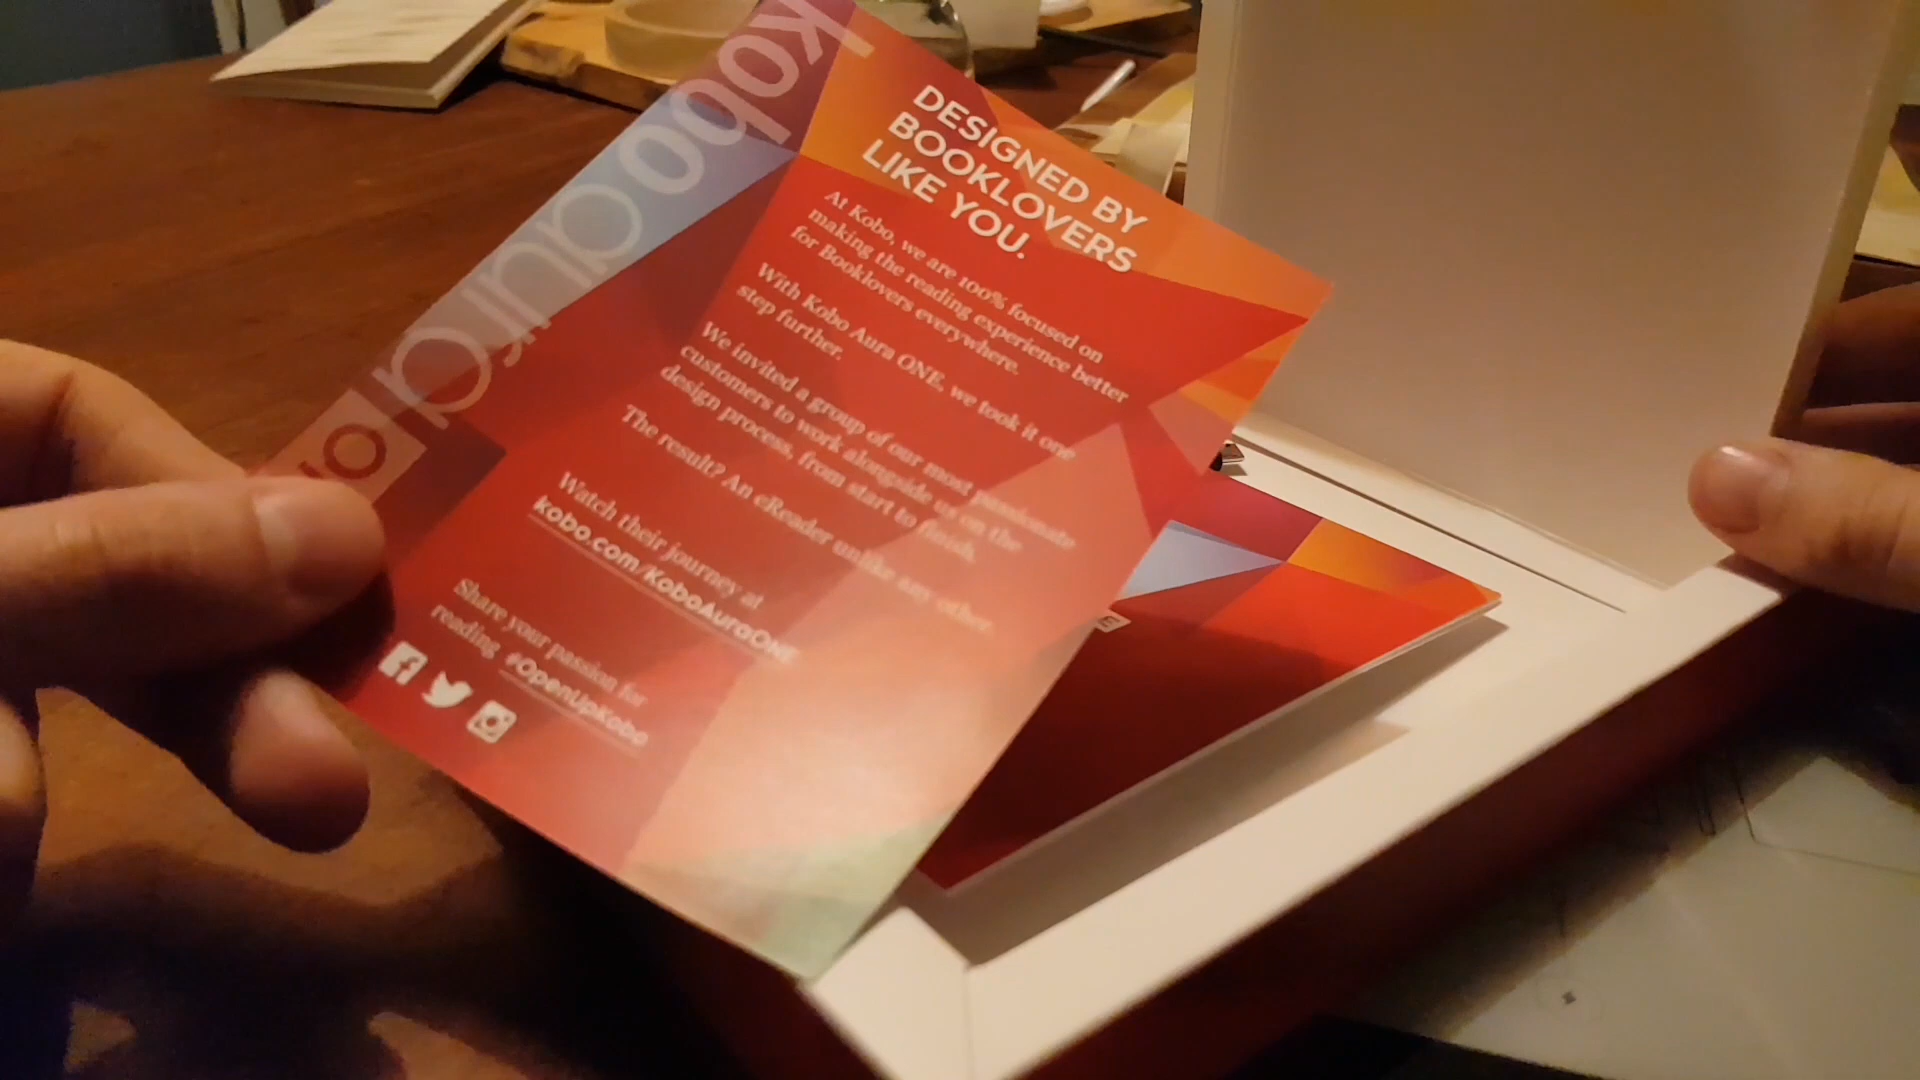 kobo aura
DESIGNED BY
BOOKLOVERS
LIKE YOU.
At Kobo, we are 100% focused on
making the reading experience better
for Booklovers everywhere.
With Kobo Aura ONE, we took it one
step further.
We invited a group of our most passionate
customers to work alongside us on the
design process, from start to finish.
The result? An eReader unlike any other.
Watch their journey at
kobo.com/KoboAuraONE
Share your passion for
reading #OpenUpKobo